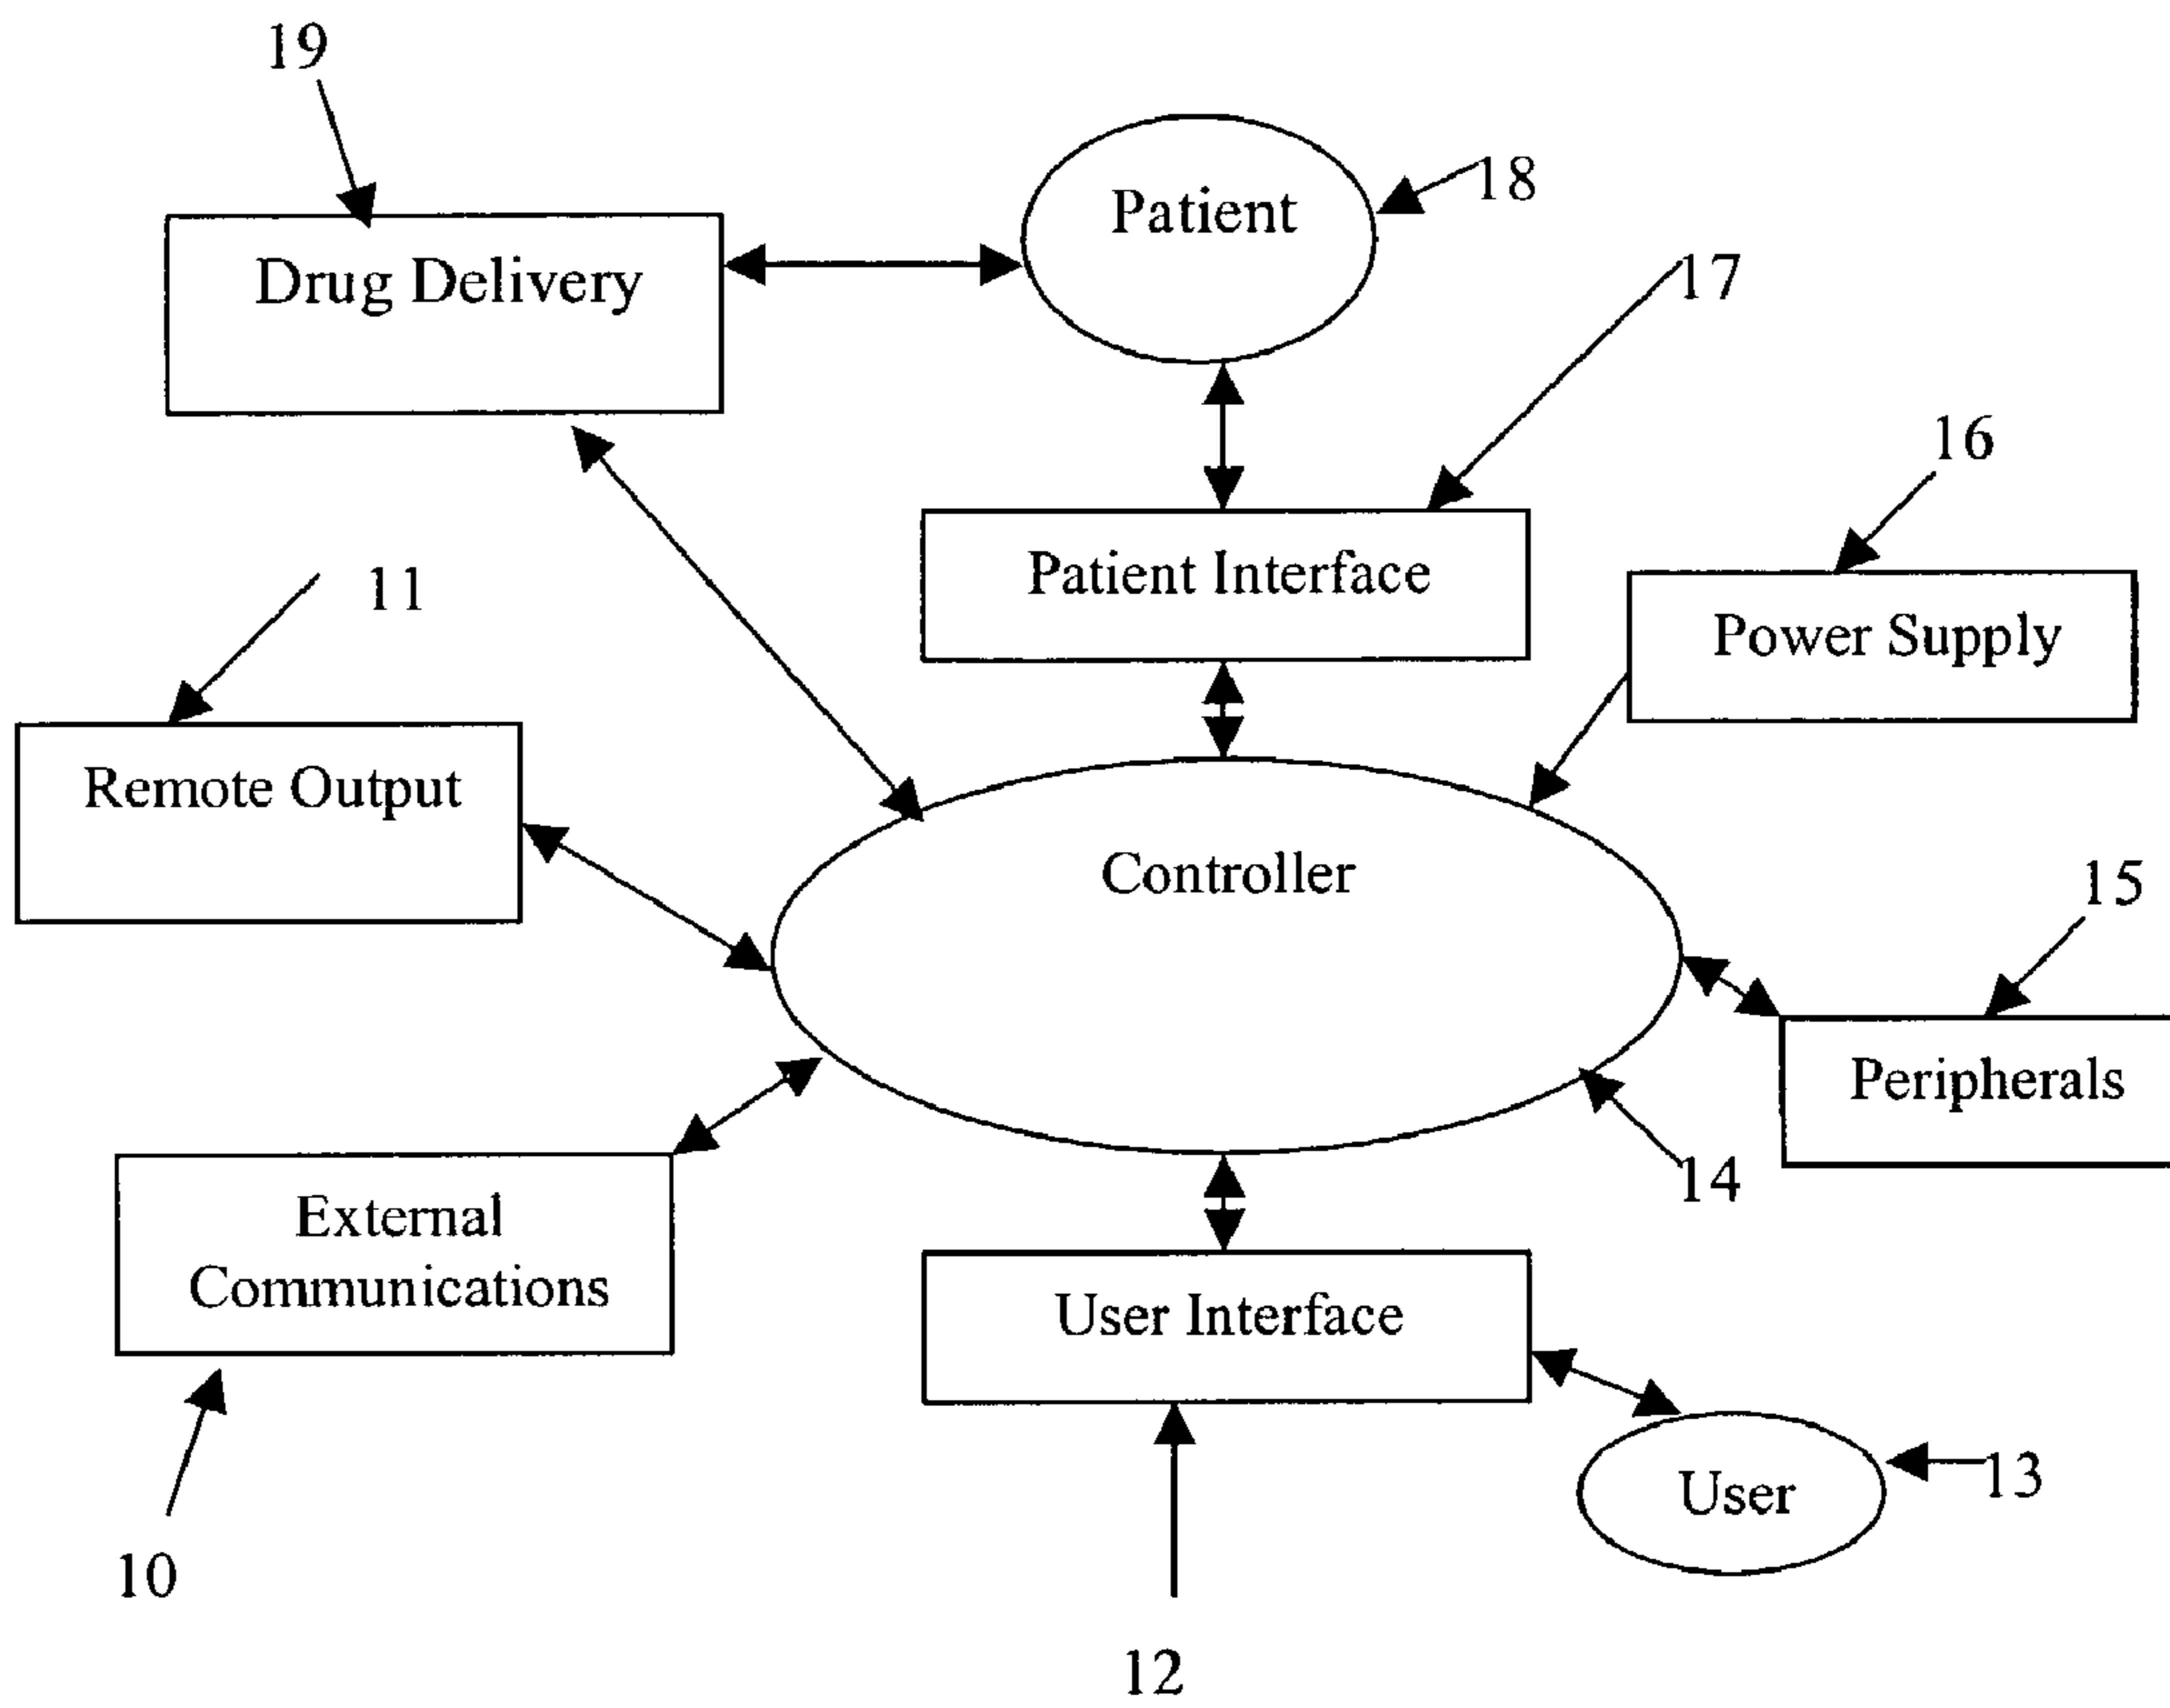 19
18
Patient
17
Drug Delivery
16
11
Patient Interface
Power Supply
Remote Output
Controller
15
Peripherals
14
External
Communications
User Interface
13
User
10
12